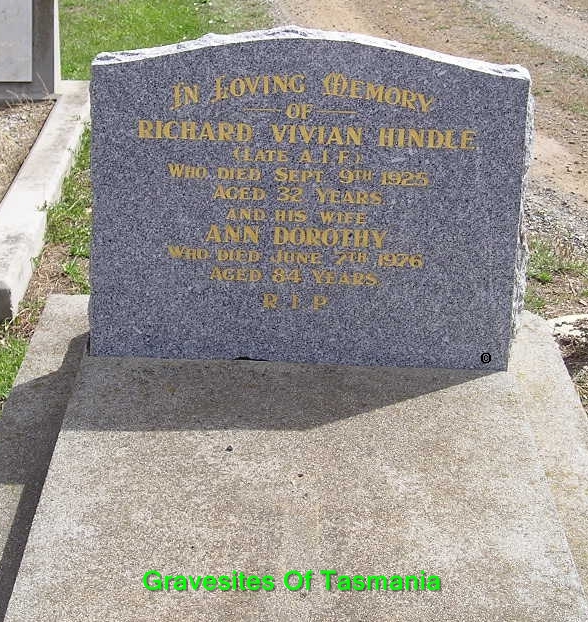 In Loving Memory
OF
RICHARD VIVIAN HINDLE
(LATE A.I.F.)
WHO DIED SEPT. 9TH 1925
AGED 32 YEARS
AND HIS WIFE
ANN DOROTHY
WHO DIED JUNE 7TH 1976
AGED 84 YEARS
R I P
Gravesites Of Tasmania